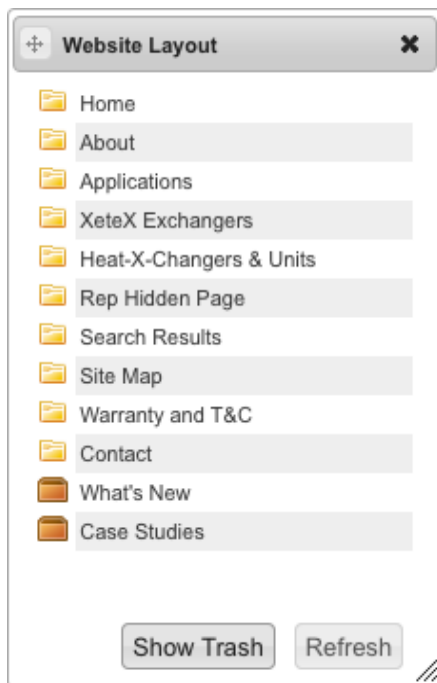 Website Layout
Home
About
Applications
XeteX Exchangers
Heat-X-Changers & Units
Rep Hidden Page
Search Results
Site Map
Warranty and T&C
Contact
What's New
Case Studies
Show Trash Refresh